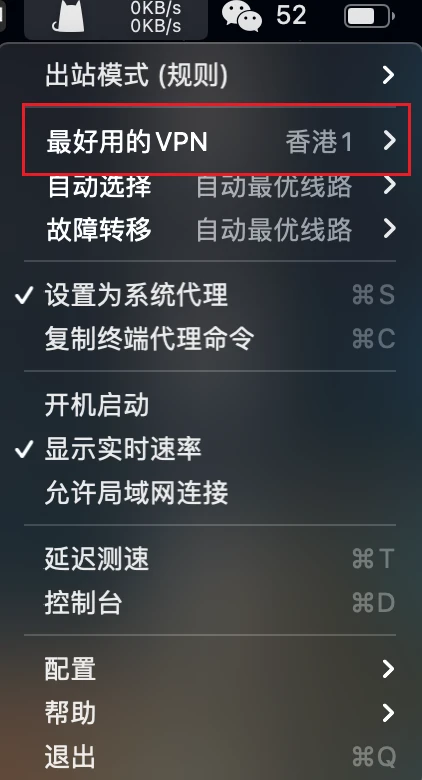 0KB/s
0KB/s
52
出站模式 (规则)
最好用的VPN 香港1
自动选择 自动最优线路
故障转移 自动最优线路
设置为系统代理 ⌘S
复制终端代理命令 ⌘C
开机启动
显示实时速率
允许局域网连接
延迟测速 ⌘T
控制台 ⌘D
配置
帮助
退出 ⌘Q